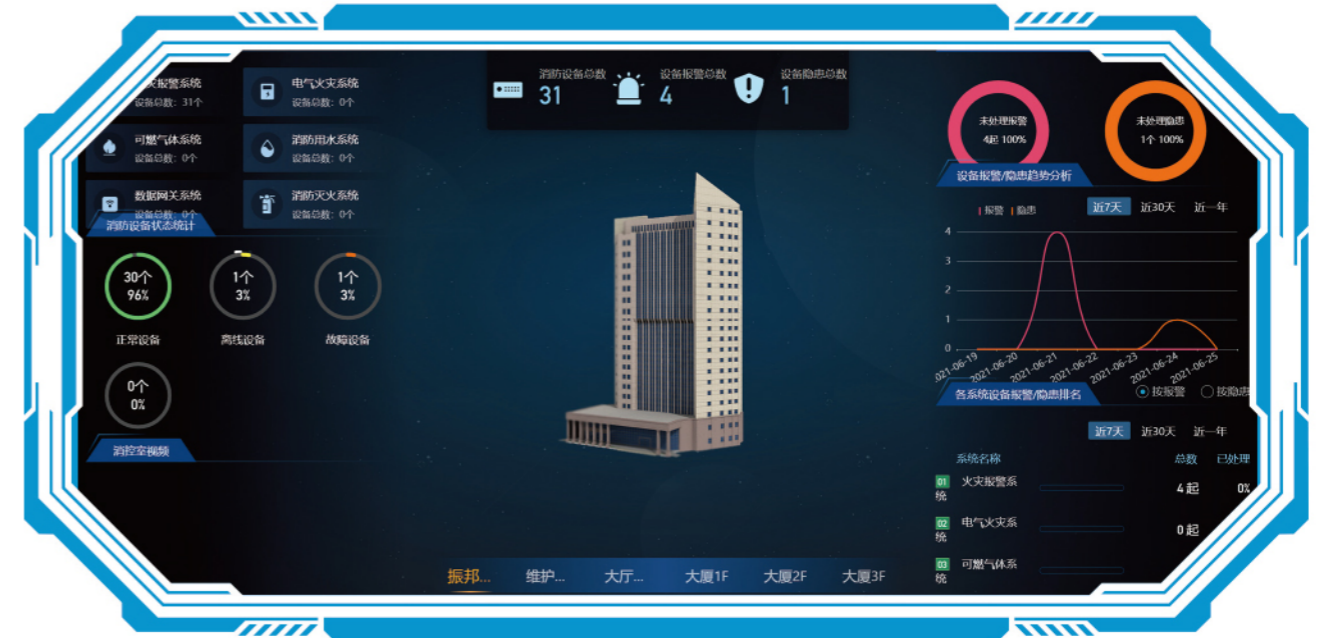 灾报警系统
设备总数: 31个
电气火灾系统
设备总数: 0个
可燃气体系统
设备总数: 0个
消防用水系统
设备总数: 0个
数据网关系统
设备总数: 0个
消防灭火系统
设备总数: 0个
消防设备状态统计
30个
96%
正常设备
1个
3%
离线设备
1个
3%
故障设备
0个
0%
消控室视频
消防设备总数
31
设备报警总数
4
设备隐患总数
1
振邦...
维护...
大厅...
大厦1F
大厦2F
大厦3F
未处理报警
4起 100%
未处理隐患
1个 100%
设备报警/隐患趋势分析
报警 隐患
近7天 近30天 近一年
4
3
2
1
0
2021-06-19
2021-06-20
2021-06-21
2021-06-22
2021-06-23
2021-06-24
2021-06-25
各系统设备报警/隐患排名
按报警 按隐患
近7天 近30天 近一年
系统名称 总数 已处理
01 火灾报警系
统
4起 0%
02 电气火灾系
统
0起
03 可燃气体系
统